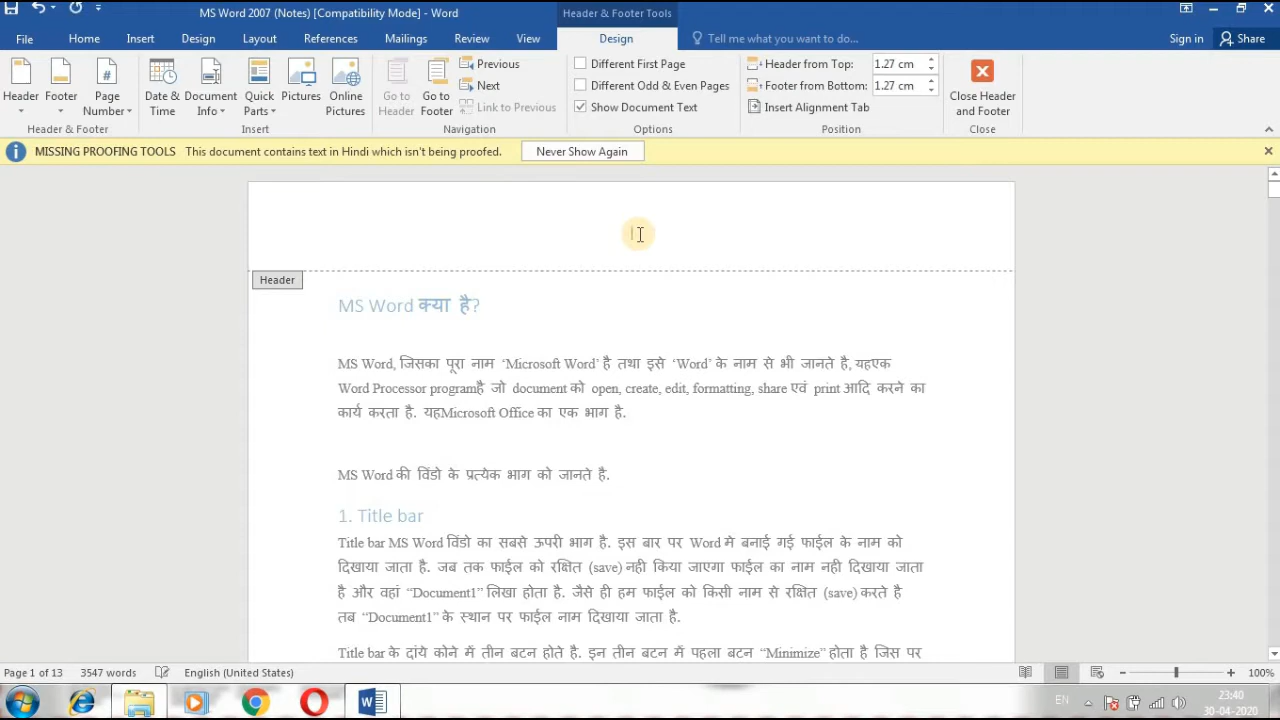 MS Word 2007 (Notes) [Compatibility Mode] - Word
Header & Footer Tools
File Home Insert Design Layout References Mailings Review View Design Tell me what you want to do... Sign in Share
Header Footer Page Number
Header & Footer
Date & Time Document Info Quick Parts Pictures Online Pictures
Insert
Go to Header Go to Footer Previous
Next
Link to Previous
Navigation
Different First Page
Different Odd & Even Pages
Show Document Text
Options
Header from Top: 1.27 cm
Footer from Bottom: 1.27 cm
Insert Alignment Tab
Position
Close Header and Footer
Close
MISSING PROOFING TOOLS This document contains text in Hindi which isn't being proofed. Never Show Again
Header
MS Word क्या है?
MS Word, जिसका पूरा नाम ‘Microsoft Word’ है तथा इसे ‘Word’ के नाम से भी जानते है, यहएक
Word Processor programहै जो document को open, create, edit, formatting, share एवं print आदि करने का
कार्य करता है. यहMicrosoft Office का एक भाग है.
MS Word की विंडो के प्रत्येक भाग को जानते है.
1. Title bar
Title bar MS Word विंडो का सबसे ऊपरी भाग है. इस बार पर Word मे बनाई गई फाईल के नाम को
दिखाया जाता है. जब तक फाईल को रक्षित (save) नही किया जाएगा फाईल का नाम नही दिखाया जाता
है और वहां “Document1” लिखा होता है. जैसे ही हम फाईल को किसी नाम से रक्षित (save) करते है
तब “Document1” के स्थान पर फाईल नाम दिखाया जाता है.
Title bar के दांये कोने में तीन बटन होते है. इन तीन बटन में पहला बटन “Minimize” होता है जिस पर
Page 1 of 13 3547 words English (United States) 100%
EN 23:40
30-04-2020